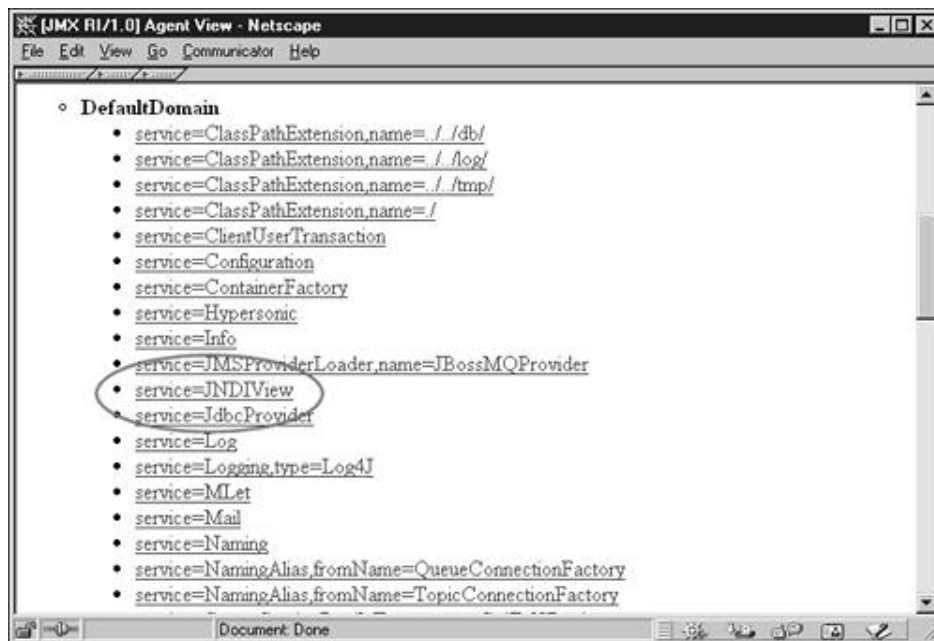 [JMX RI/1.0] Agent View - Netscape
File Edit View Go Communicator Help
DefaultDomain
service=ClassPathExtension,name=../../db/
service=ClassPathExtension,name=../../log/
service=ClassPathExtension,name=../../tmp/
service=ClassPathExtension,name=./
service=ClientUserTransaction
service=Configuration
service=ContainerFactory
service=Hypersonic
service=Info
service=JMSProviderLoader,name=JBossMQProvider
service=JNDIView
service=JdbcProvider
service=Log
service=Logging,type=Log4J
service=MLet
service=Mail
service=Naming
service=NamingAlias,fromName=QueueConnectionFactory
service=NamingAlias,fromName=TopicConnectionFactory
Document: Done